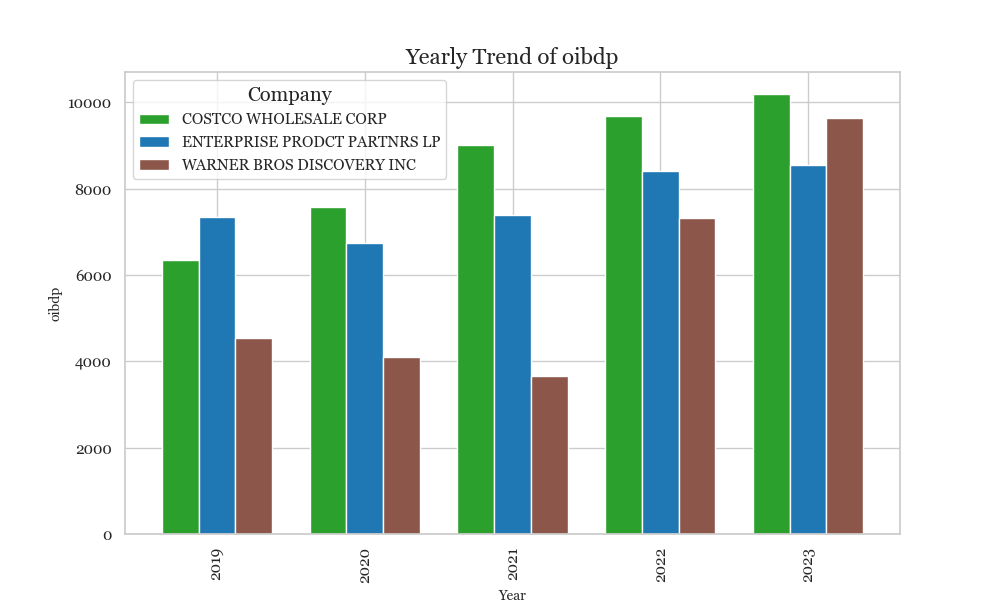 Yearly Trend of oibdp
Company
COSTCO WHOLESALE CORP
ENTERPRISE PRODCT PARTNRS LP
WARNER BROS DISCOVERY INC
10000
8000
6000
4000
2000
0
oibdp
2019
2020
2021
2022
2023
Year